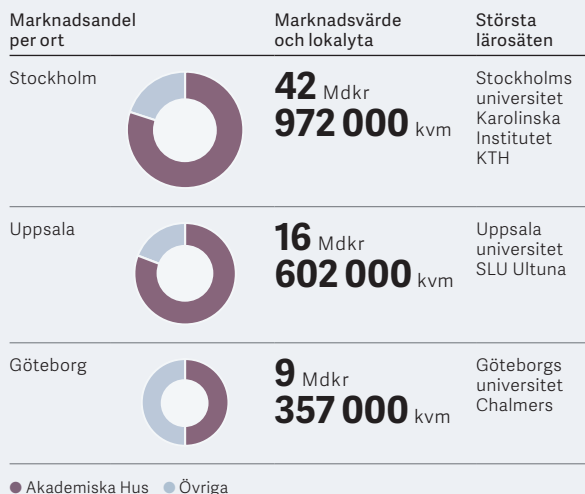 Marknadsandel
per ort
Marknadsvärde
och lokalyta
Största
lärosäten
Stockholm
42 Mdkr
972 000 kvm
Stockholms
universitet
Karolinska
Institutet
KTH
Uppsala
16 Mdkr
602 000 kvm
Uppsala
universitet
SLU Ultuna
Göteborg
9 Mdkr
357 000 kvm
Göteborgs
universitet
Chalmers
Akademiska Hus Övriga